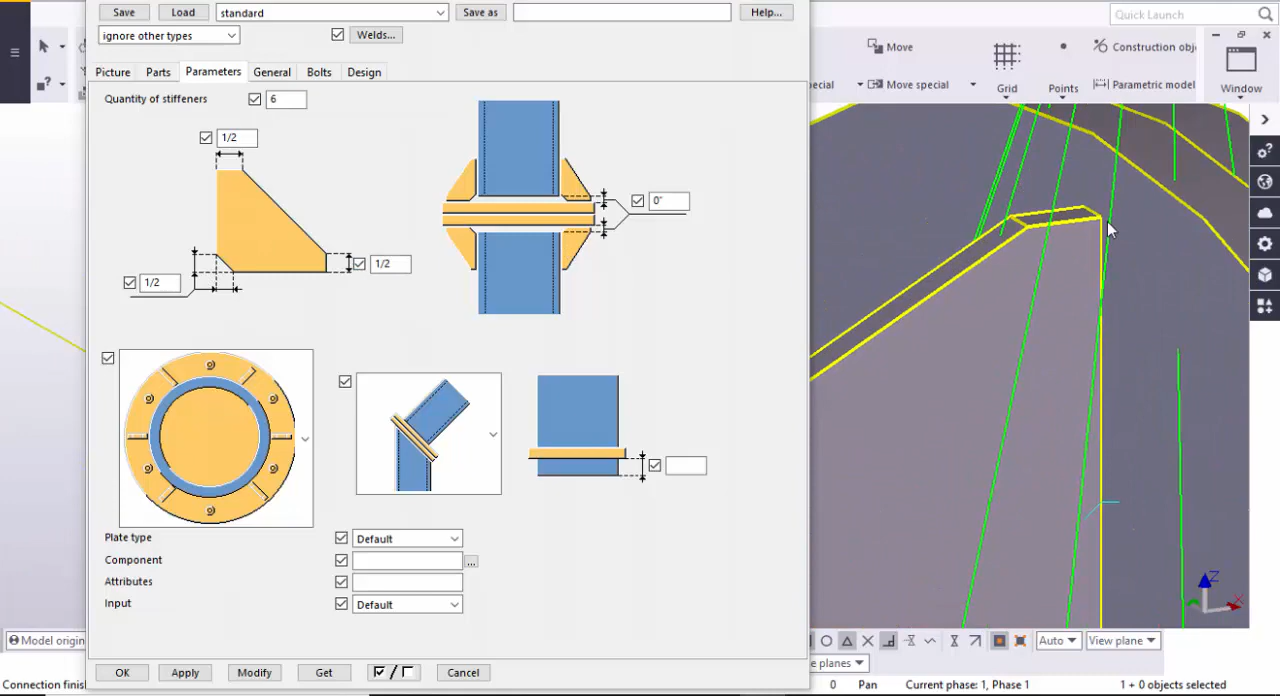 Save Load standard Save as Help...
Quick Launch
ignore other types Welds...
Move Construction obj
Picture Parts Parameters General Bolts Design
ecial Move special Grid Points Parametric model Window
Quantity of stiffeners 6
1/2
0"
1/2
1/2
Plate type Default
Component ...
Attributes
Input Default
Z
X
Model origin
Auto View plane
e planes
OK Apply Modify Get / Cancel
Connection finis 0 Pan Current phase: 1, Phase 1 1 + 0 objects selected